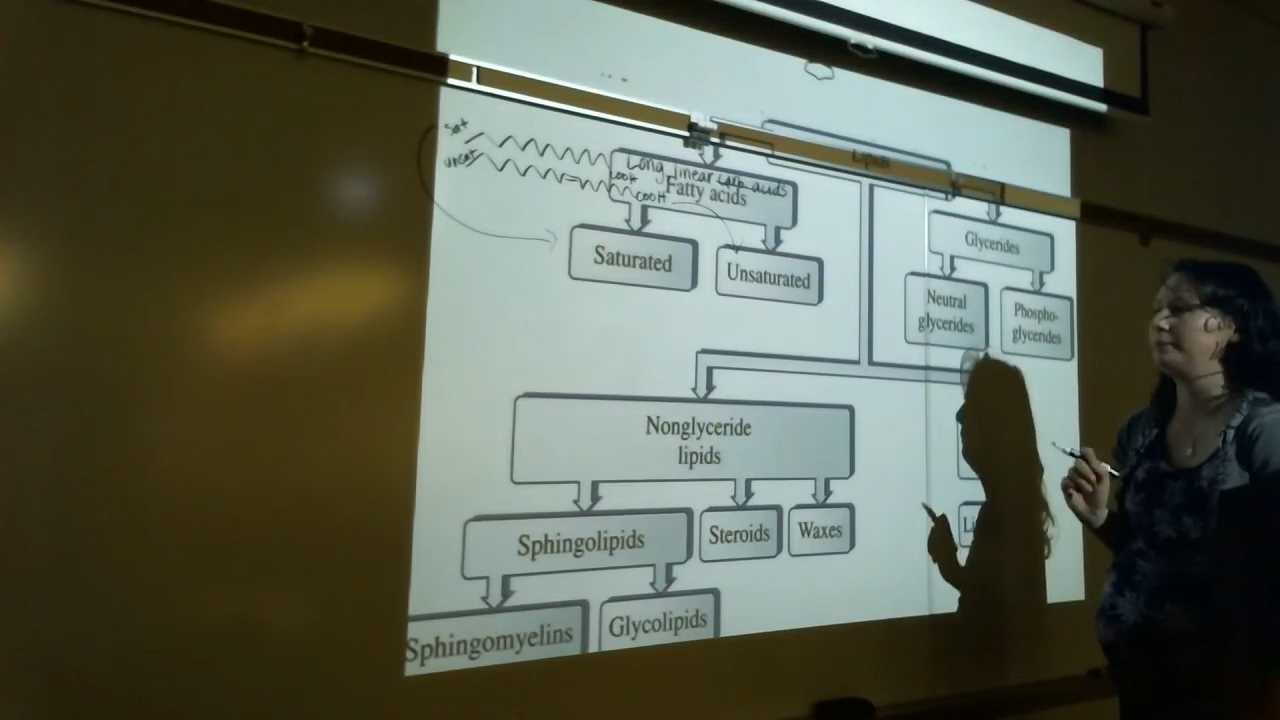 Lipids
sat
unsat
Long linear carb acids
COOH
COOH
Fatty acids
Saturated
Unsaturated
Glycerides
Neutral
glycerides
Phospho-
glycerides
Nonglyceride
lipids
Sphingolipids
Steroids
Waxes
Li
Sphingomyelins
Glycolipids